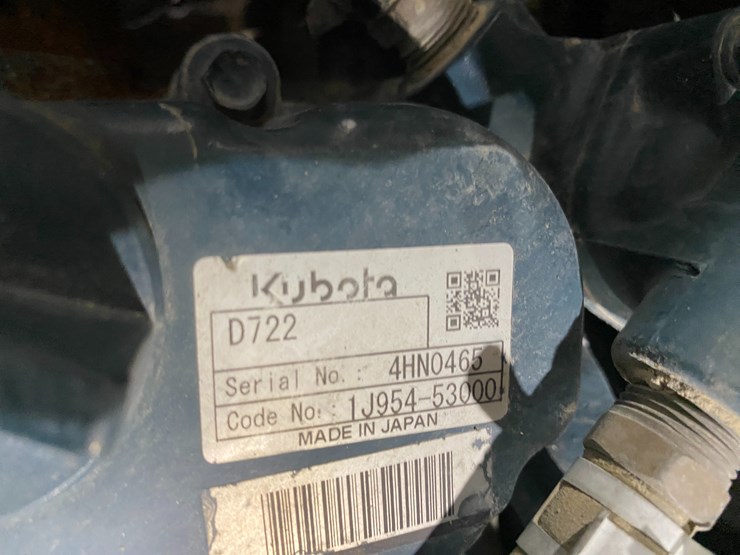 Kubota
D722
Serial No. : 4HN0465
Code No. : 1J954-53000
MADE IN JAPAN